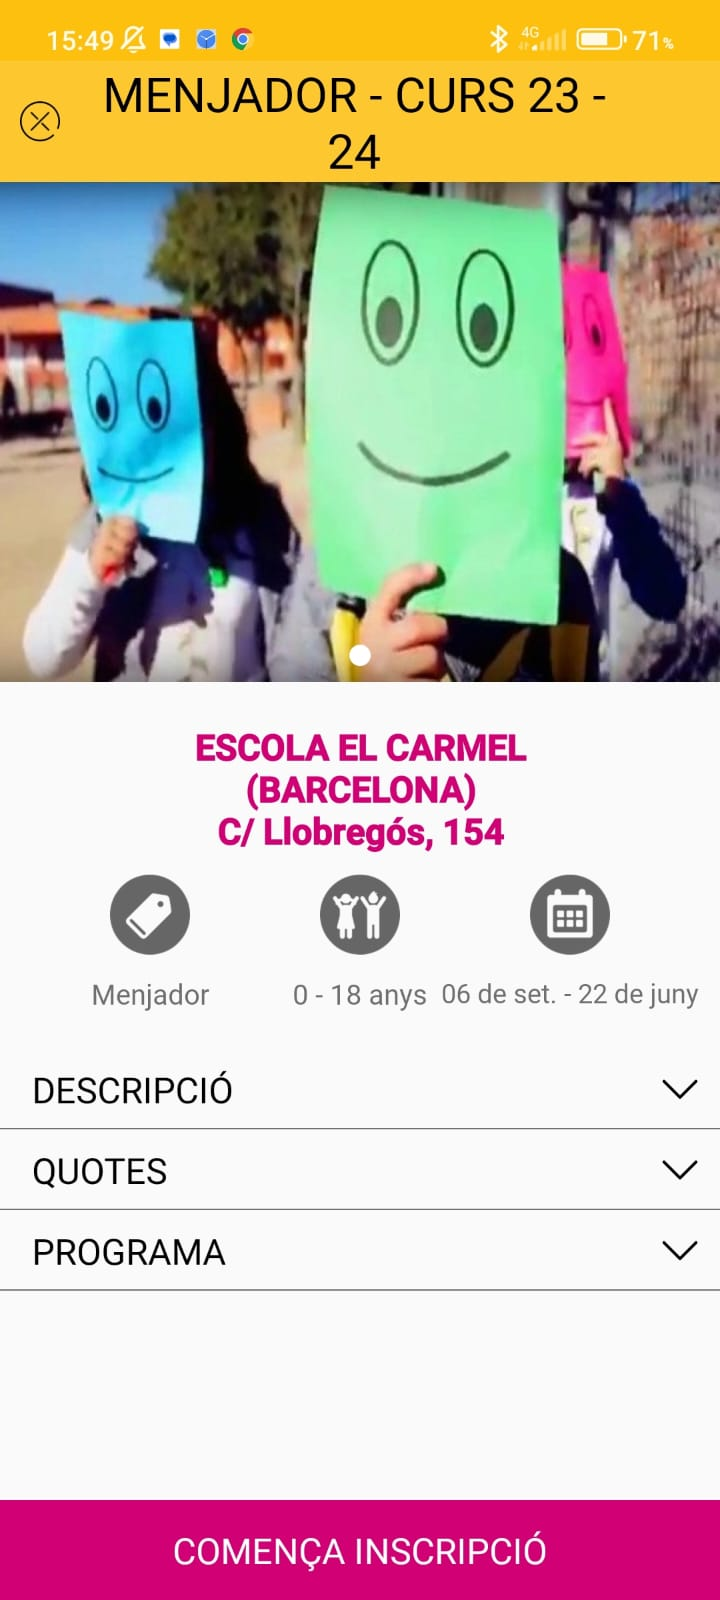 15:49 4G 71%
MENJADOR - CURS 23 -
24
ESCOLA EL CARMEL
(BARCELONA)
C/ Llobregós, 154
Menjador 0 - 18 anys 06 de set. - 22 de juny
DESCRIPCIÓ
QUOTES
PROGRAMA
COMENÇA INSCRIPCIÓ